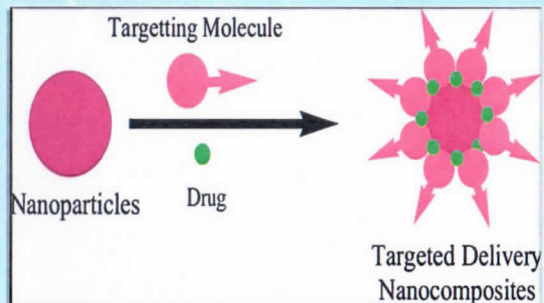 Targetting Molecule
Nanoparticles
Drug
Targeted Delivery
Nanocomposites